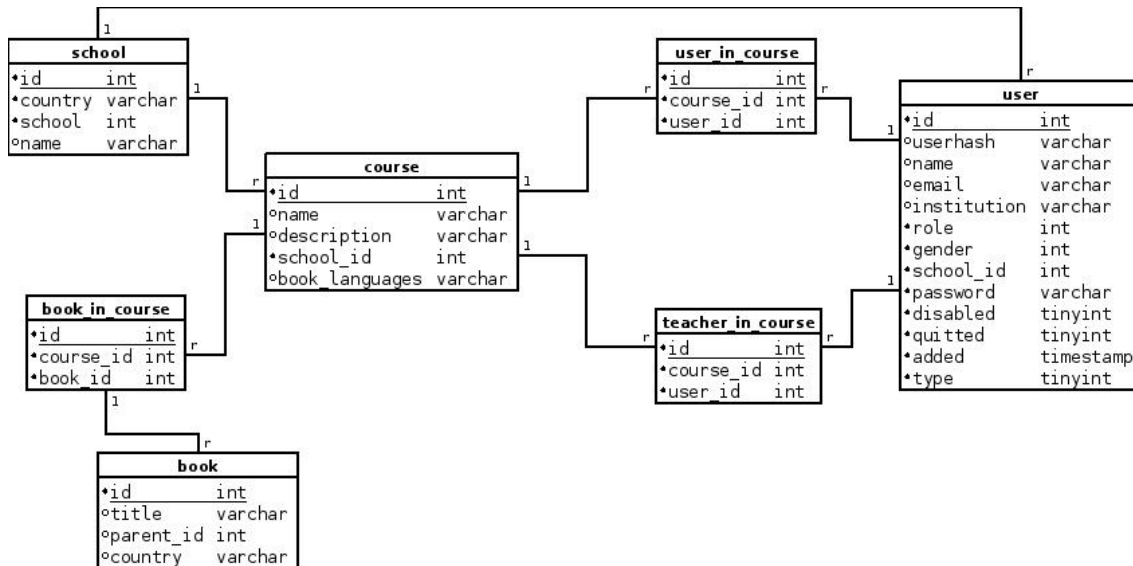 1
r
school
id int
country varchar
school int
name varchar
1
r
course
id int
name varchar
description varchar
school_id int
book_languages varchar
1
1
1
r
user_in_course
id int
course_id int
user_id int
r
1
user
id int
userhash varchar
name varchar
email varchar
institution varchar
role int
gender int
school_id int
password varchar
disabled tinyint
quitted tinyint
added timestamp
type tinyint
1
r
teacher_in_course
id int
course_id int
user_id int
r
book_in_course
id int
course_id int
book_id int
r
1
r
book
id int
title varchar
parent_id int
country varchar